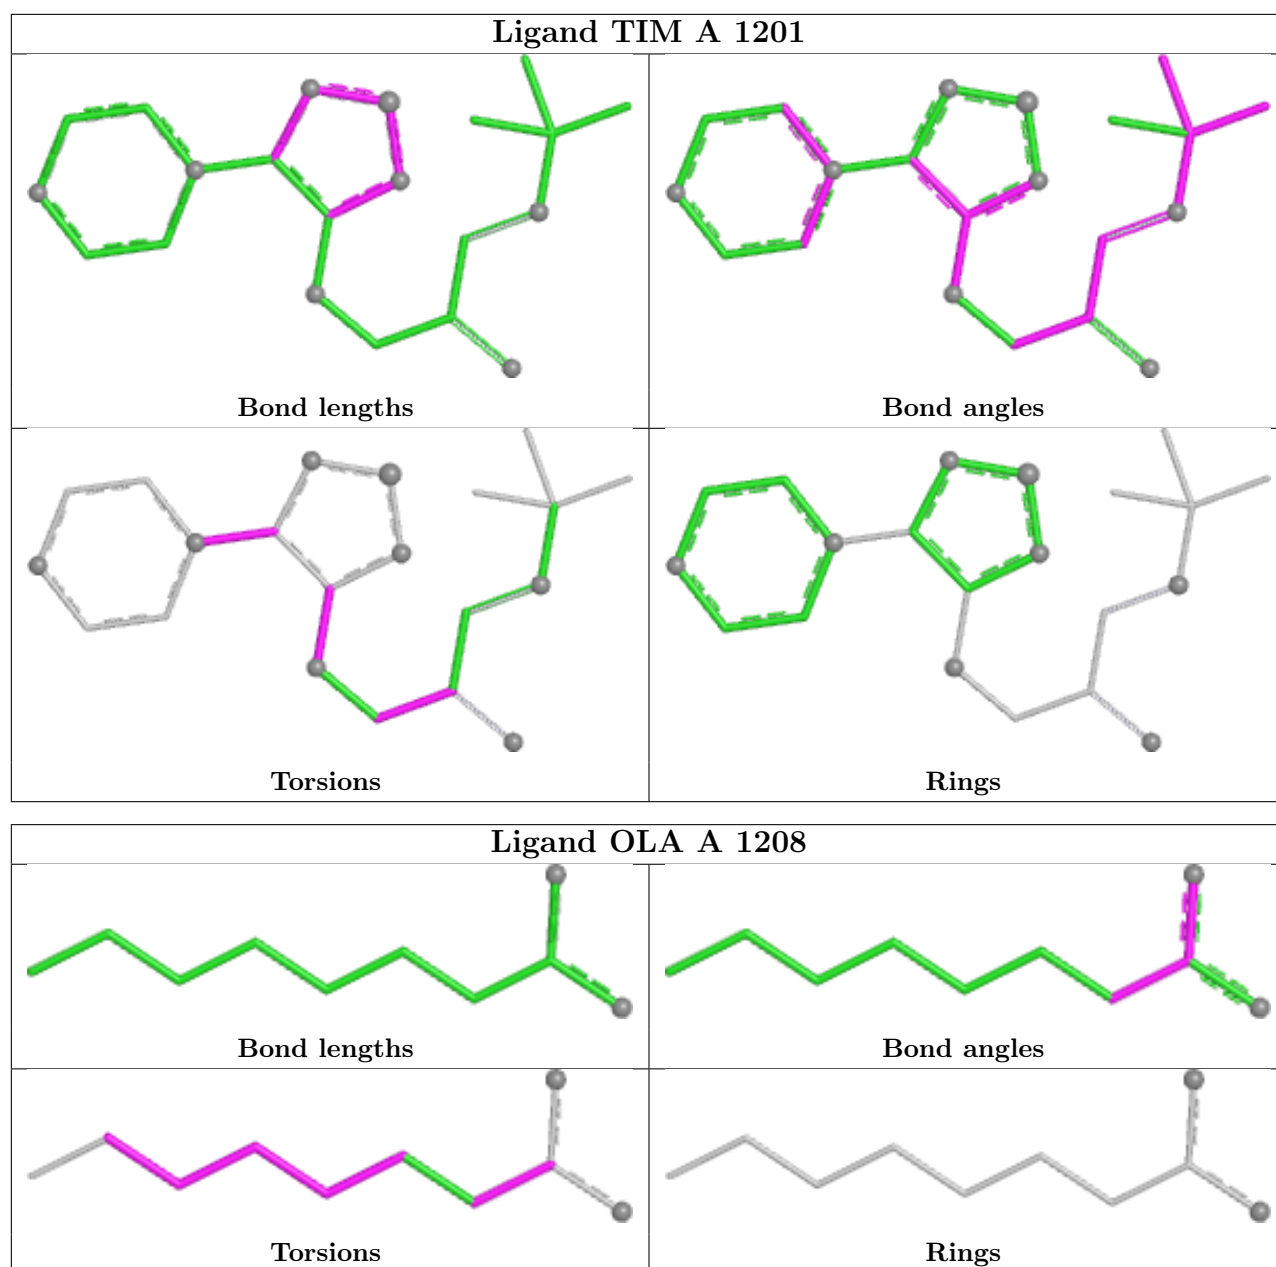 Ligand TIM A 1201
Bond lengths
Bond angles
Torsions
Rings
Ligand OLA A 1208
Bond lengths
Bond angles
Torsions
Rings